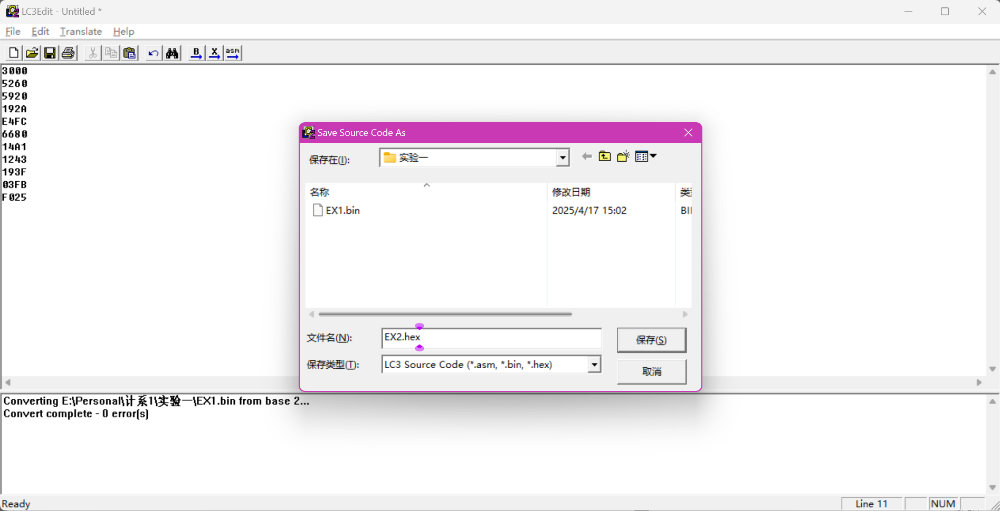 LC3Edit - Untitled *
File Edit Translate Help
B X asm
3000
5260
5920
192A
E4FC
6680
14A1
1243
193F
03FB
F025
Save Source Code As
保存在(I):
实验一
名称 修改日期
EX1.bin 2025/4/17 15:02
文件名(N): EX2.hex 保存(S)
保存类型(T): LC3 Source Code (*.asm, *.bin, *.hex) 取消
Converting E:\Personal\计系1\实验一\EX1.bin from base 2...
Convert complete - 0 error(s)
Ready Line 11 NUM